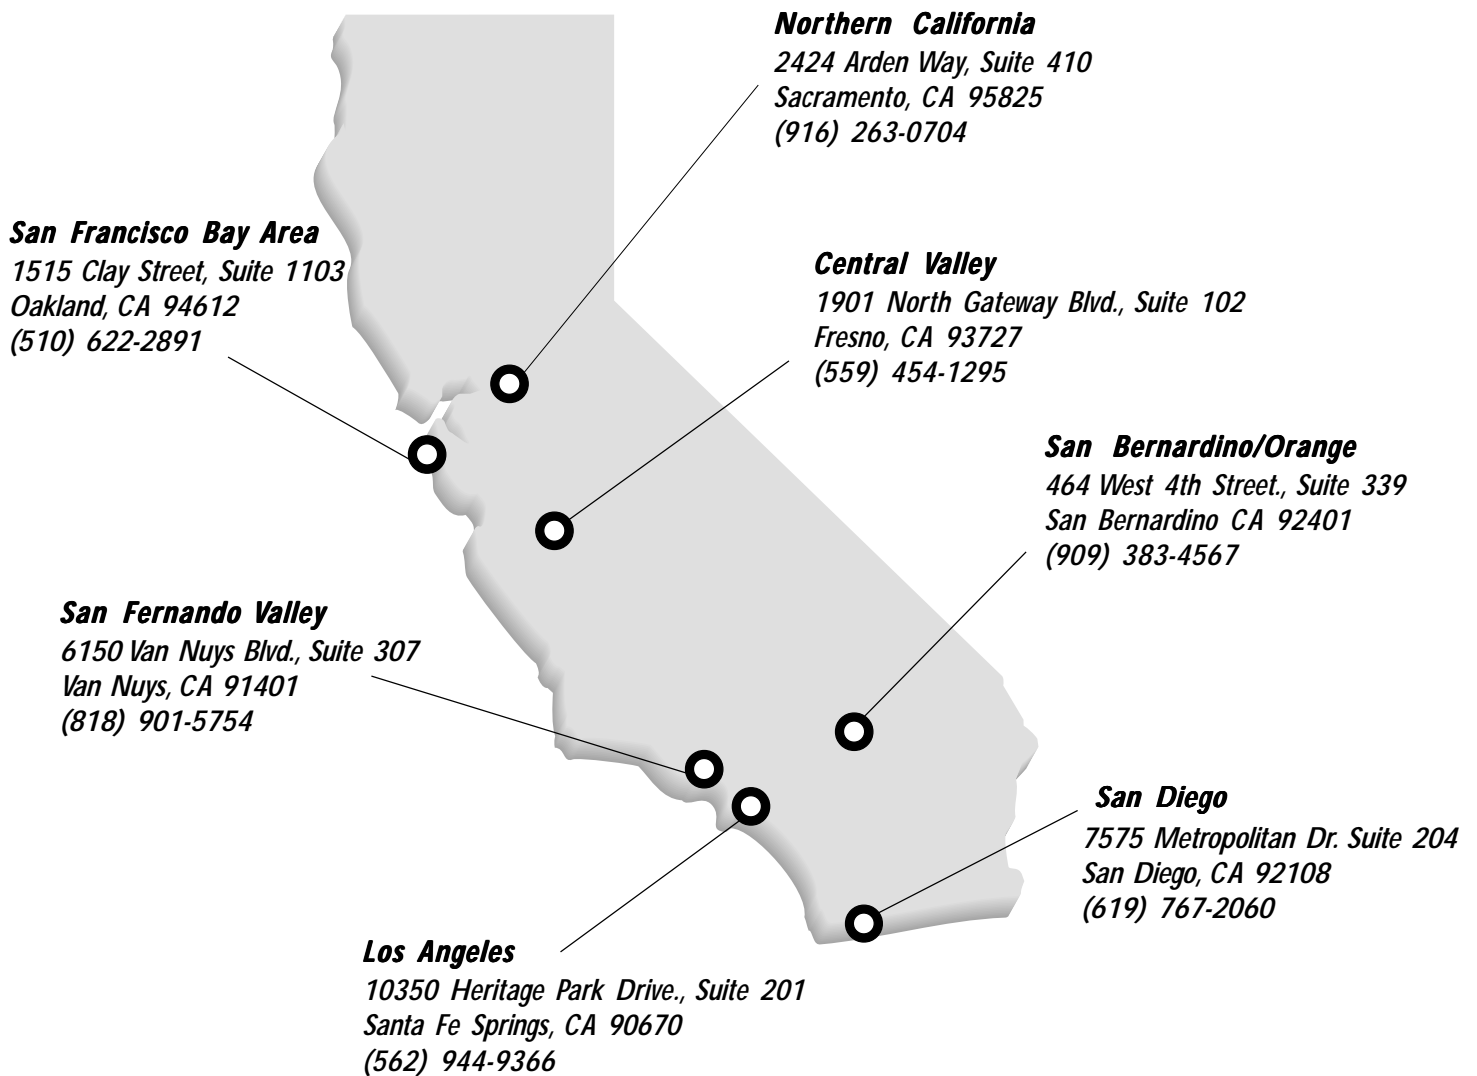 Northern California
2424 Arden Way, Suite 410
Sacramento, CA 95825
(916) 263-0704
San Francisco Bay Area
1515 Clay Street, Suite 1103
Oakland, CA 94612
(510) 622-2891
Central Valley
1901 North Gateway Blvd., Suite 102
Fresno, CA 93727
(559) 454-1295
San Bernardino/Orange
464 West 4th Street., Suite 339
San Bernardino CA 92401
(909) 383-4567
San Fernando Valley
6150 Van Nuys Blvd., Suite 307
Van Nuys, CA 91401
(818) 901-5754
San Diego
7575 Metropolitan Dr. Suite 204
San Diego, CA 92108
(619) 767-2060
Los Angeles
10350 Heritage Park Drive., Suite 201
Santa Fe Springs, CA 90670
(562) 944-9366